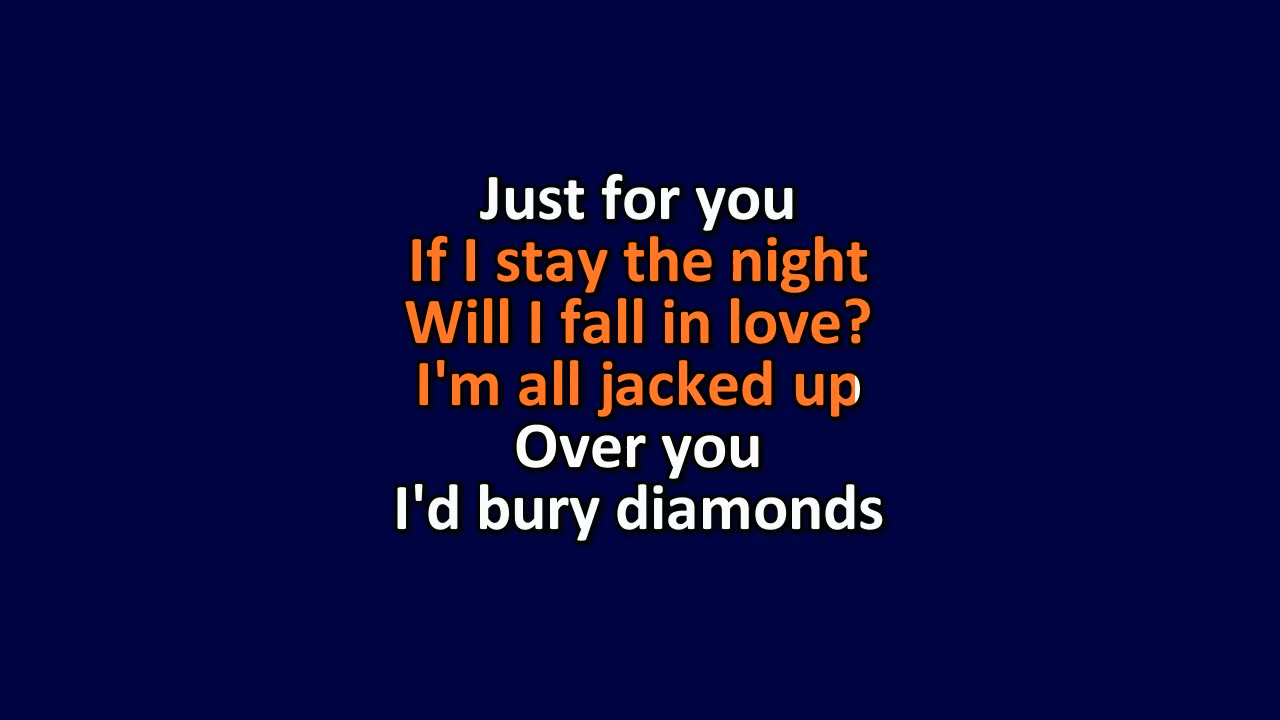 Just for you
If I stay the night
Will I fall in love?
I'm all jacked up
Over you
I'd bury diamonds